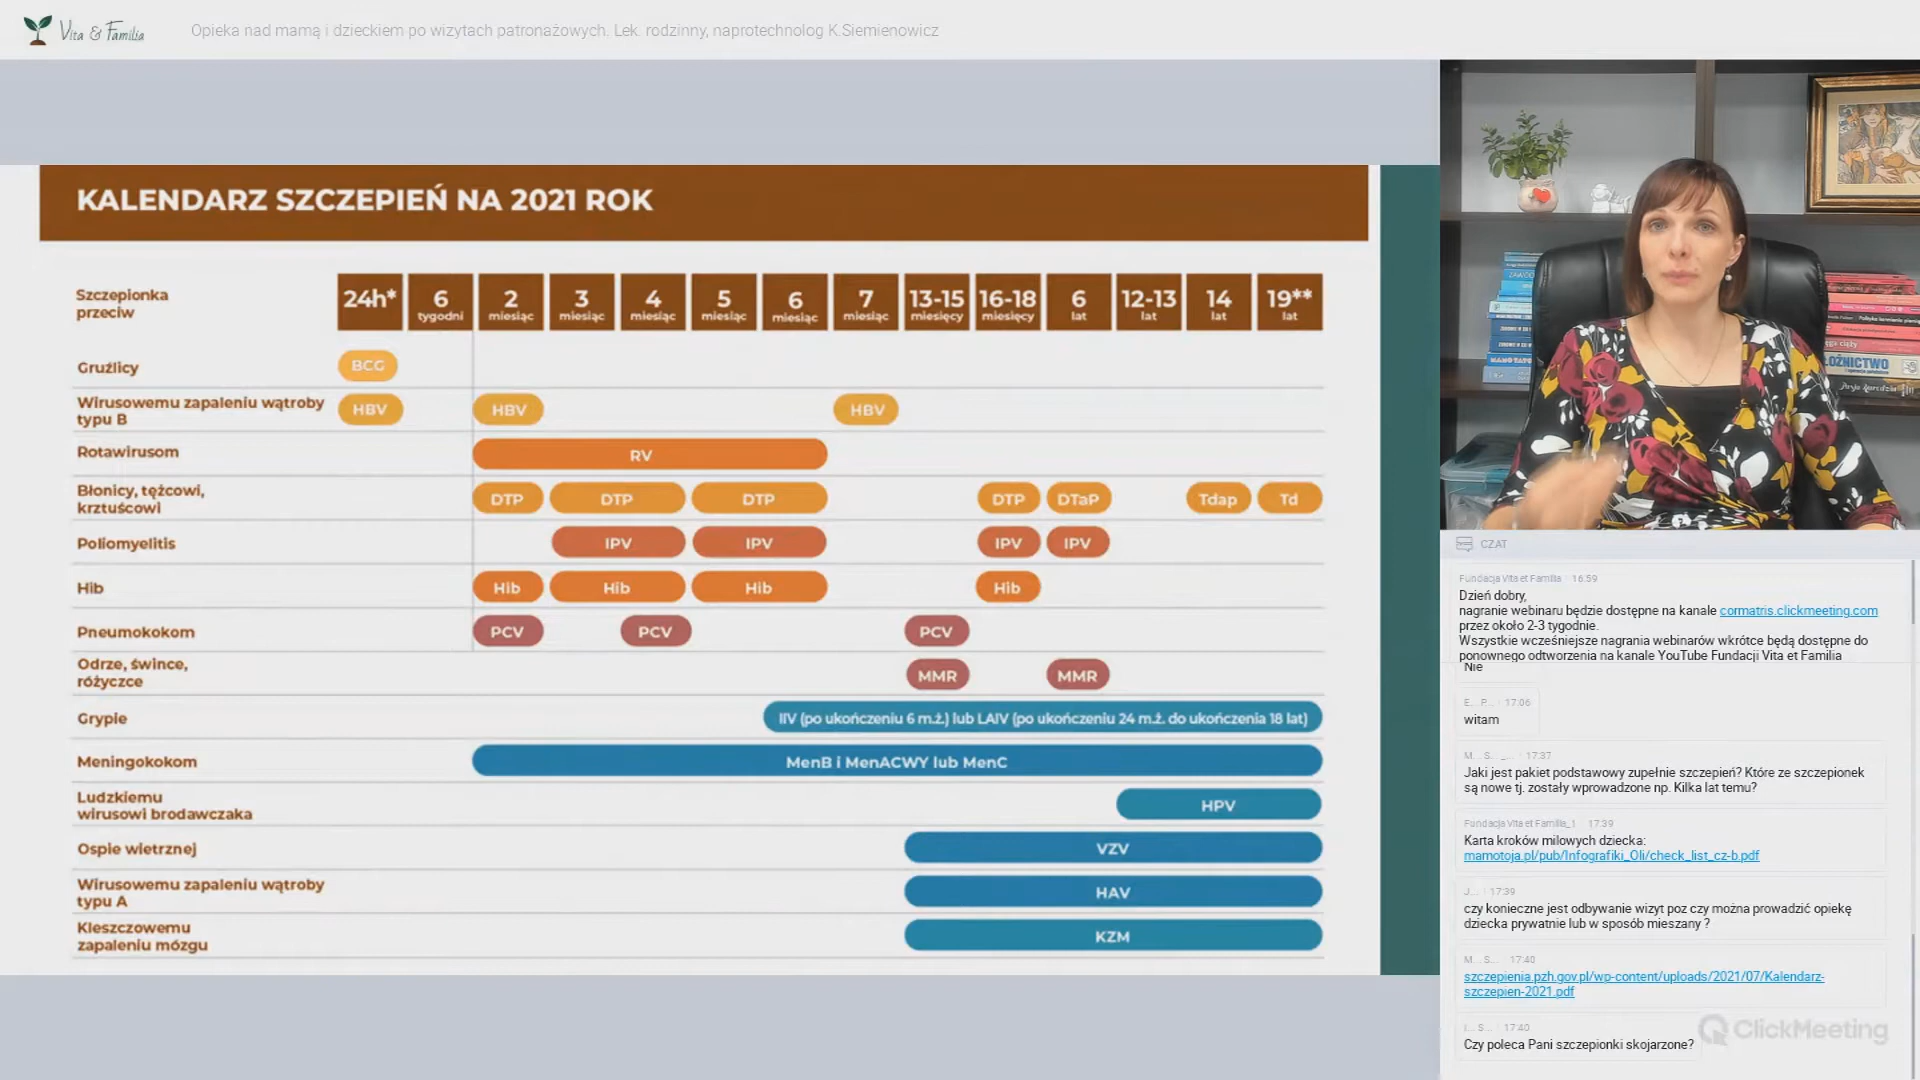 Vita & Familia
Opieka nad mamą i dzieckiem po wizytach patronażowych. Lek. rodzinny, naprotechnolog K.Siemienowicz
KALENDARZ SZCZEPIEŃ NA 2021 ROK
Szczepionka
przeciw
24h*
6
tygodni
2
miesiąc
3
miesiąc
4
miesiąc
5
miesiąc
6
miesiąc
7
miesiąc
13-15
miesięcy
16-18
miesięcy
6
lat
12-13
lat
14
lat
19**
lat
Gruźlicy
BCG
Wirusowemu zapaleniu wątroby
typu B
HBV HBV HBV
Rotawirusom
RV
Błonicy, tężcowi,
krztuścowi
DTP DTP DTP DTP DTaP Tdap Td
Poliomyelitis
IPV IPV IPV IPV
Hib
Hib Hib Hib Hib
Pneumokokom
PCV PCV PCV
Odrze, śwince,
różyczce
MMR MMR
Grypie
IIV (po ukończeniu 6 m.ż.) lub LAIV (po ukończeniu 24 m.ż. do ukończenia 18 lat)
Meningokokom
MenB i MenACWY lub MenC
Ludzkiemu
wirusowi brodawczaka
HPV
Ospie wietrznej
VZV
Wirusowemu zapaleniu wątroby
typu A
HAV
Kleszczowemu
zapaleniu mózgu
KZM
CZAT
Fundacja Vita et Familia 16:59
Dzień dobry,
nagranie webinaru będzie dostępne na kanale cormatris.clickmeeting.com
przez około 2-3 tygodnie.
Wszystkie wcześniejsze nagrania webinarów wkrótce będą dostępne do
ponownego odtworzenia na kanale YouTube Fundacji Vita et Familia
Nie
E... P... 17:06
witam
M... S... 17:37
Jaki jest pakiet podstawowy zupełnie szczepień? Które ze szczepionek
są nowe tj. zostały wprowadzone np. Kilka lat temu?
Fundacja Vita et Familia_1 17:39
Karta kroków milowych dziecka:
mamotoja.pl/pub/Infografiki_Oli/check_list_cz-b.pdf
J... 17:39
czy konieczne jest odbywanie wizyt poz czy można prowadzić opiekę
dziecka prywatnie lub w sposób mieszany ?
M... S... 17:40
szczepienia.pzh.gov.pl/wp-content/uploads/2021/07/Kalendarz-
szczepien-2021.pdf
I... S... 17:40
Czy poleca Pani szczepionki skojarzone?
ClickMeeting